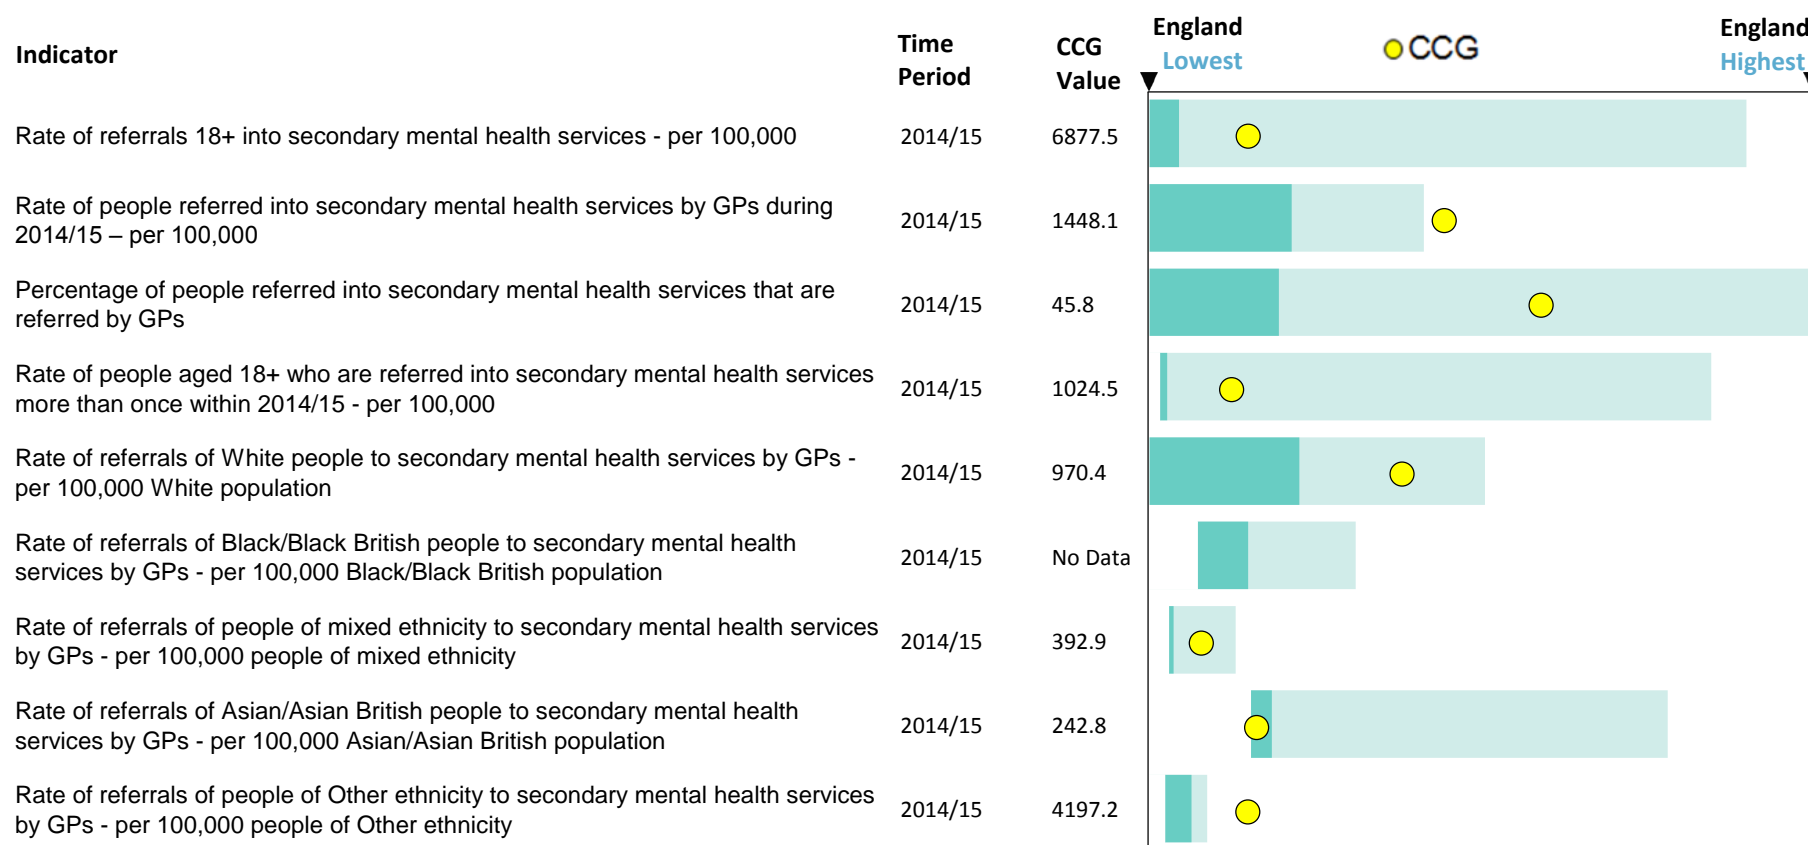 Indicator
Time
Period
CCG
Value
England
Lowest
CCG
England
Highest
Rate of referrals 18+ into secondary mental health services - per 100,000
2014/15
6877.5
Rate of people referred into secondary mental health services by GPs during
2014/15 – per 100,000
2014/15
1448.1
Percentage of people referred into secondary mental health services that are
referred by GPs
2014/15
45.8
Rate of people aged 18+ who are referred into secondary mental health services
more than once within 2014/15 - per 100,000
2014/15
1024.5
Rate of referrals of White people to secondary mental health services by GPs -
per 100,000 White population
2014/15
970.4
Rate of referrals of Black/Black British people to secondary mental health
services by GPs - per 100,000 Black/Black British population
2014/15
No Data
Rate of referrals of people of mixed ethnicity to secondary mental health services
by GPs - per 100,000 people of mixed ethnicity
2014/15
392.9
Rate of referrals of Asian/Asian British people to secondary mental health
services by GPs - per 100,000 Asian/Asian British population
2014/15
242.8
Rate of referrals of people of Other ethnicity to secondary mental health services
by GPs - per 100,000 people of Other ethnicity
2014/15
4197.2